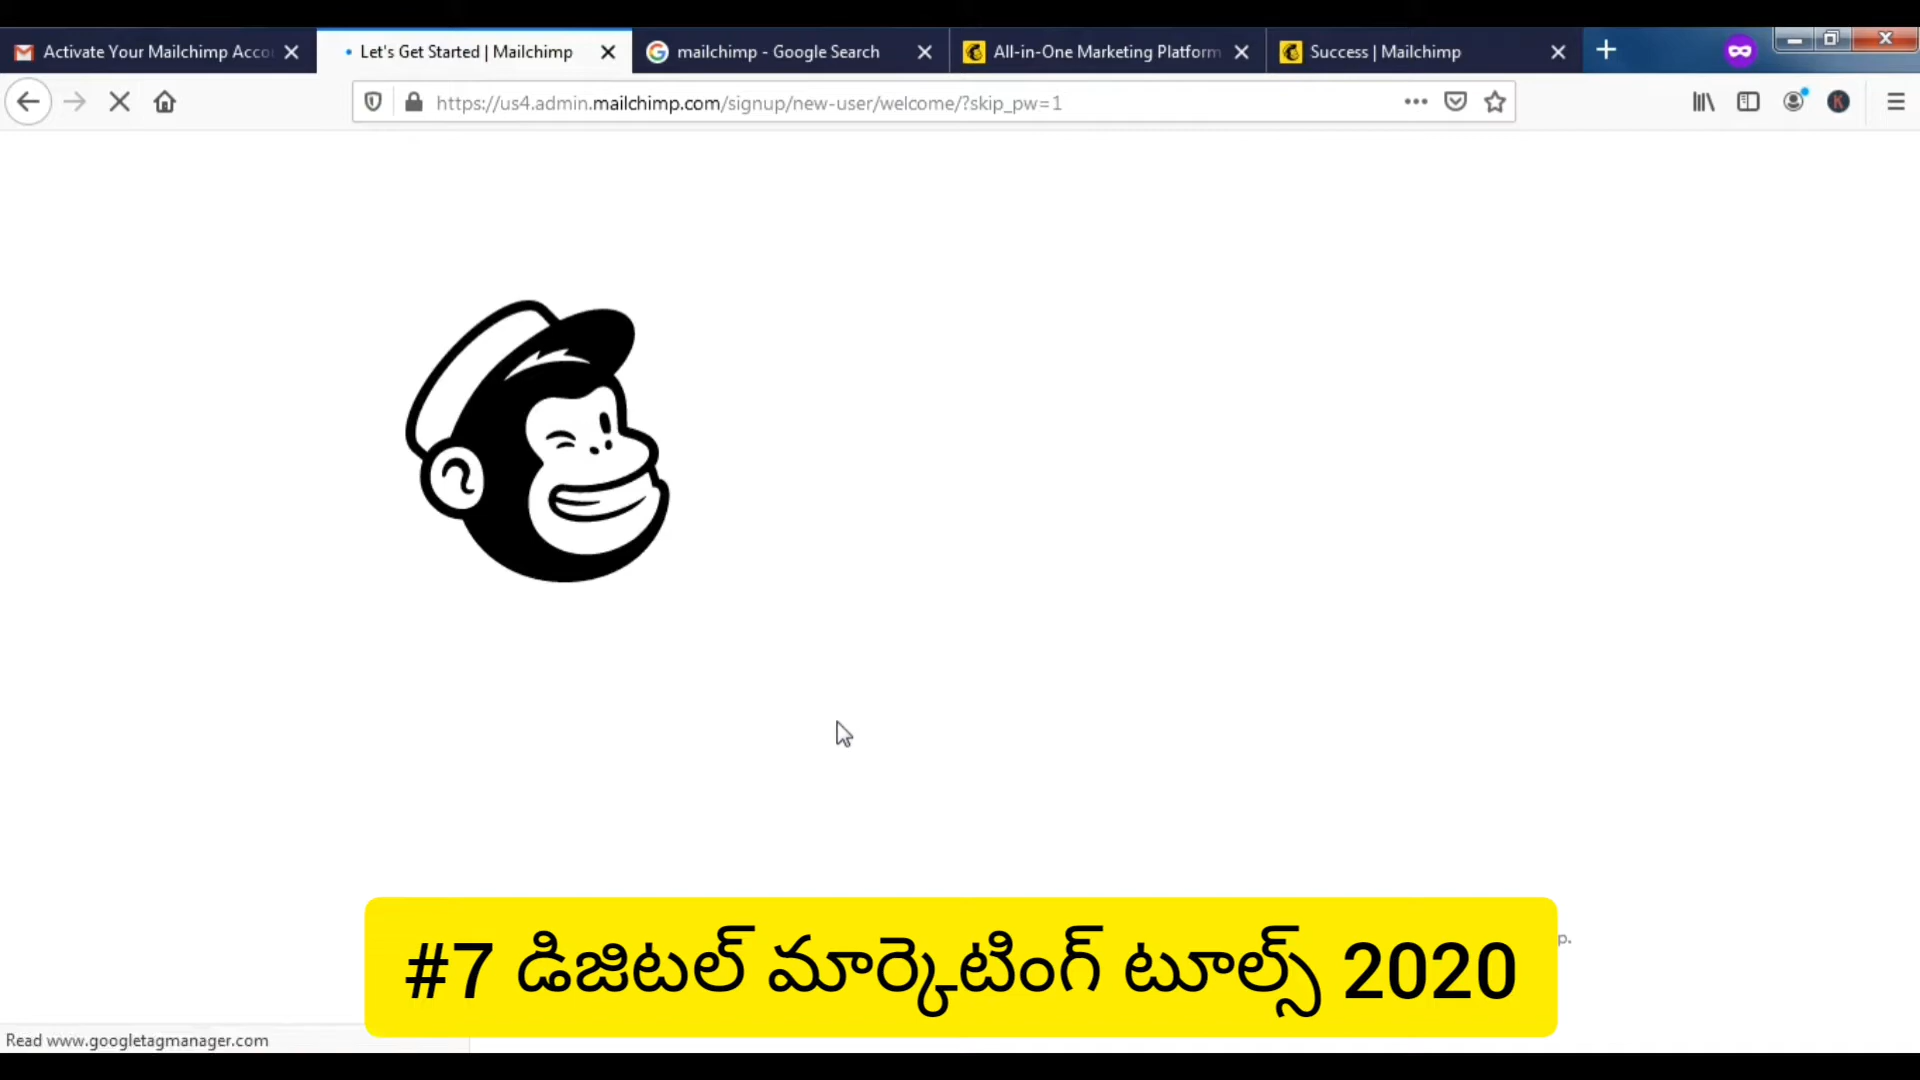 Activate Your Mailchimp Acco
Let's Get Started | Mailchimp
mailchimp - Google Search
All-in-One Marketing Platform
Success | Mailchimp
https://us4.admin.mailchimp.com/signup/new-user/welcome/?skip_pw=1
K
p.
#7 డిజిటల్ మార్కెటింగ్ టూల్స్ 2020
Read www.googletagmanager.com